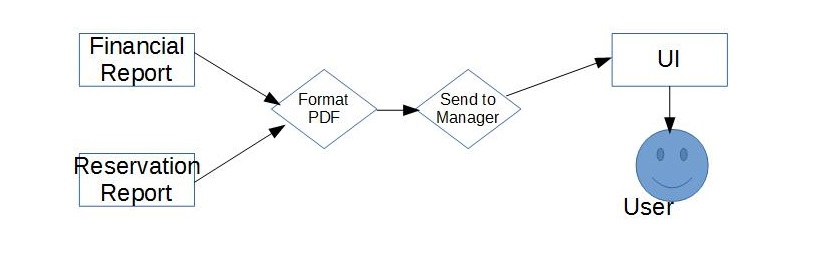 Financial
Report
Format
PDF
Send to
Manager
UI
Reservation
Report
User